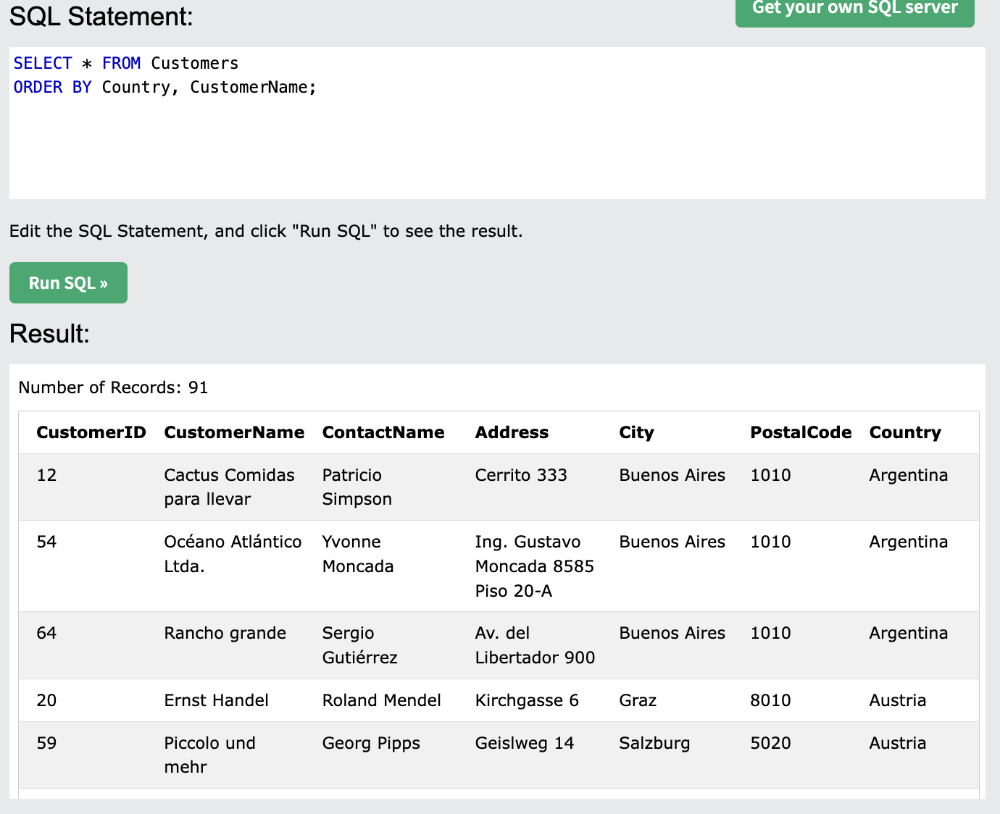 SQL Statement:
Get your own SQL server
SELECT * FROM Customers
ORDER BY Country, CustomerName;
Edit the SQL Statement, and click "Run SQL" to see the result.
Run SQL »
Result:
Number of Records: 91
CustomerID CustomerName ContactName Address City PostalCode Country
12 Cactus Comidas Patricio Cerrito 333 Buenos Aires 1010 Argentina
para llevar Simpson
54 Océano Atlántico Yvonne Ing. Gustavo Buenos Aires 1010 Argentina
Ltda. Moncada Moncada 8585
Piso 20-A
64 Rancho grande Sergio Av. del Buenos Aires 1010 Argentina
Gutiérrez Libertador 900
20 Ernst Handel Roland Mendel Kirchgasse 6 Graz 8010 Austria
59 Piccolo und Georg Pipps Geislweg 14 Salzburg 5020 Austria
mehr